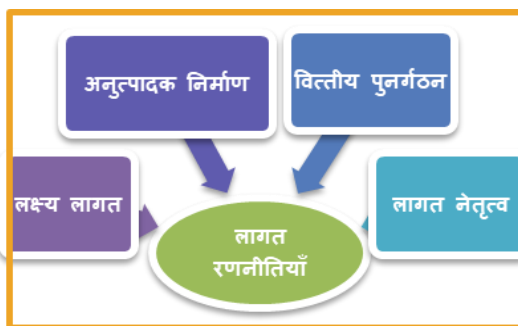 अनुत्पादक निर्माण
वित्तीय पुनर्गठन
लक्ष्य लागत
लागत नेतृत्व
लागत
रणनीतियाँ